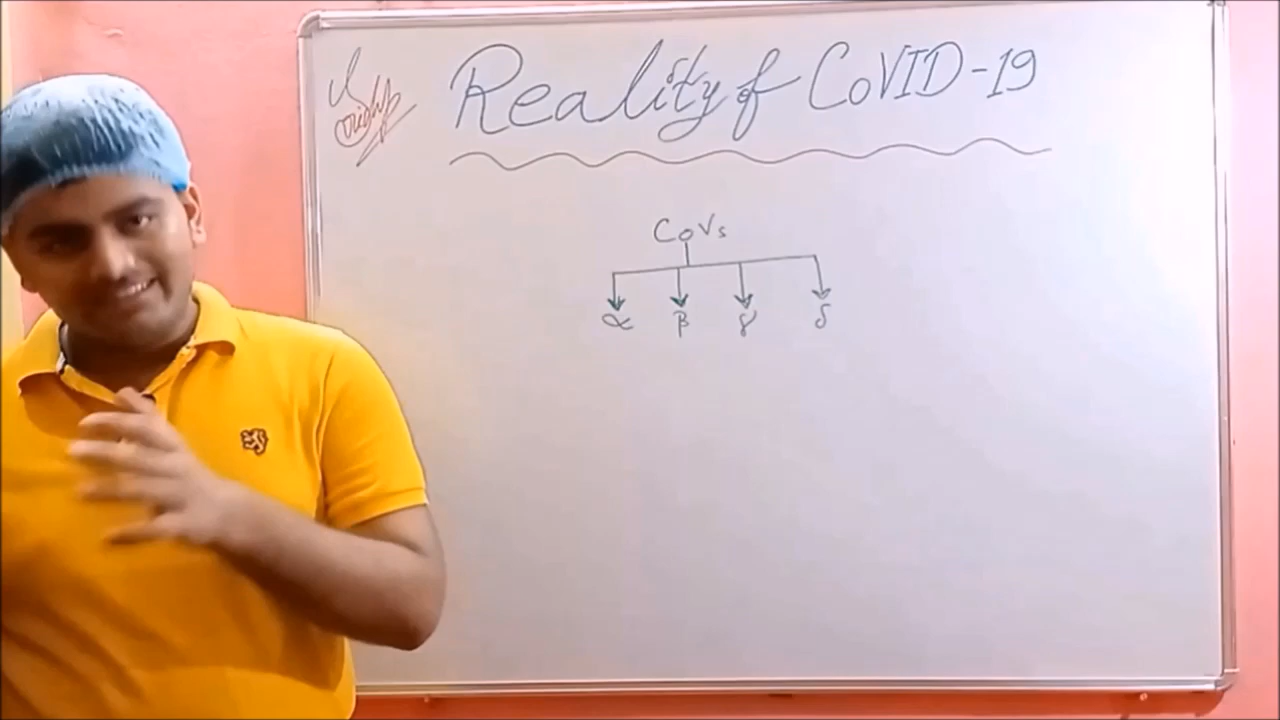 Reality of CoVID-19
CoVs
α β γ δ